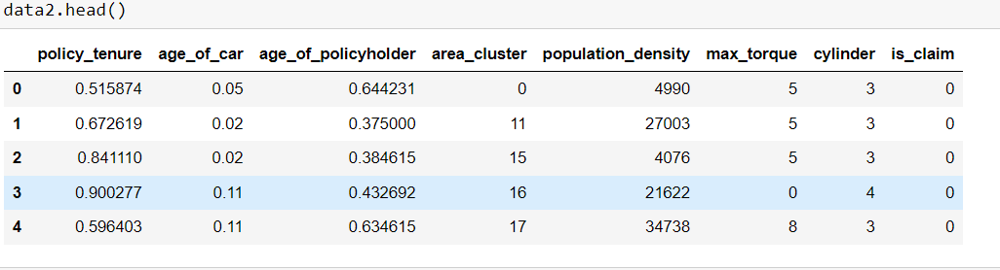 data2.head()
policy_tenure age_of_car age_of_policyholder area_cluster population_density max_torque cylinder is_claim
0 0.515874 0.05 0.644231 0 4990 5 3 0
1 0.672619 0.02 0.375000 11 27003 5 3 0
2 0.841110 0.02 0.384615 15 4076 5 3 0
3 0.900277 0.11 0.432692 16 21622 0 4 0
4 0.596403 0.11 0.634615 17 34738 8 3 0